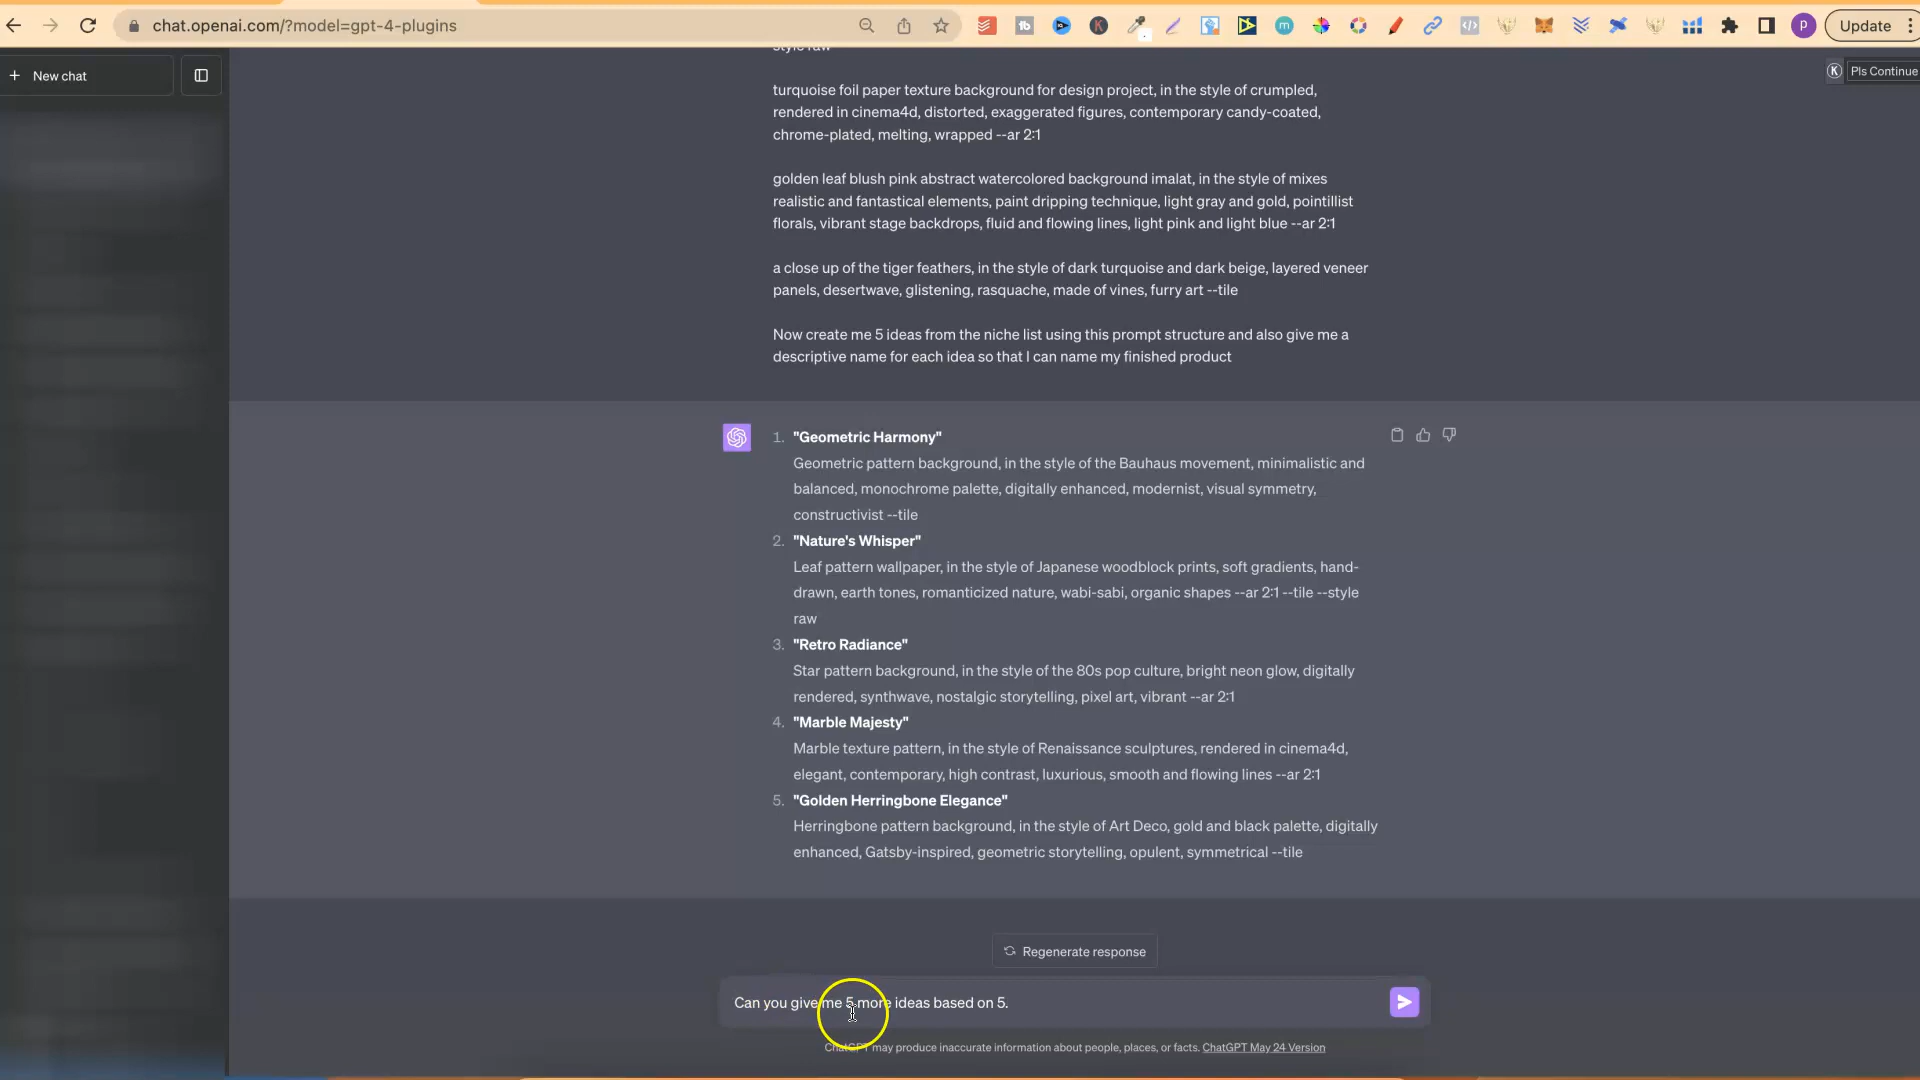 chat.openai.com/?model=gpt-4-plugins
Update
New chat
Pls Continue
style raw
turquoise foil paper texture background for design project, in the style of crumpled,
rendered in cinema4d, distorted, exaggerated figures, contemporary candy-coated,
chrome-plated, melting, wrapped --ar 2:1
golden leaf blush pink abstract watercolored background imalat, in the style of mixes
realistic and fantastical elements, paint dripping technique, light gray and gold, pointillist
florals, vibrant stage backdrops, fluid and flowing lines, light pink and light blue --ar 2:1
a close up of the tiger feathers, in the style of dark turquoise and dark beige, layered veneer
panels, desertwave, glistening, rasquache, made of vines, furry art --tile
Now create me 5 ideas from the niche list using this prompt structure and also give me a
descriptive name for each idea so that I can name my finished product
1. "Geometric Harmony"
Geometric pattern background, in the style of the Bauhaus movement, minimalistic and
balanced, monochrome palette, digitally enhanced, modernist, visual symmetry,
constructivist --tile
2. "Nature's Whisper"
Leaf pattern wallpaper, in the style of Japanese woodblock prints, soft gradients, hand-
drawn, earth tones, romanticized nature, wabi-sabi, organic shapes --ar 2:1 --tile --style
raw
3. "Retro Radiance"
Star pattern background, in the style of the 80s pop culture, bright neon glow, digitally
rendered, synthwave, nostalgic storytelling, pixel art, vibrant --ar 2:1
4. "Marble Majesty"
Marble texture pattern, in the style of Renaissance sculptures, rendered in cinema4d,
elegant, contemporary, high contrast, luxurious, smooth and flowing lines --ar 2:1
5. "Golden Herringbone Elegance"
Herringbone pattern background, in the style of Art Deco, gold and black palette, digitally
enhanced, Gatsby-inspired, geometric storytelling, opulent, symmetrical --tile
Regenerate response
Can you give me 5 more ideas based on 5.
ChatGPT may produce inaccurate information about people, places, or facts. ChatGPT May 24 Version